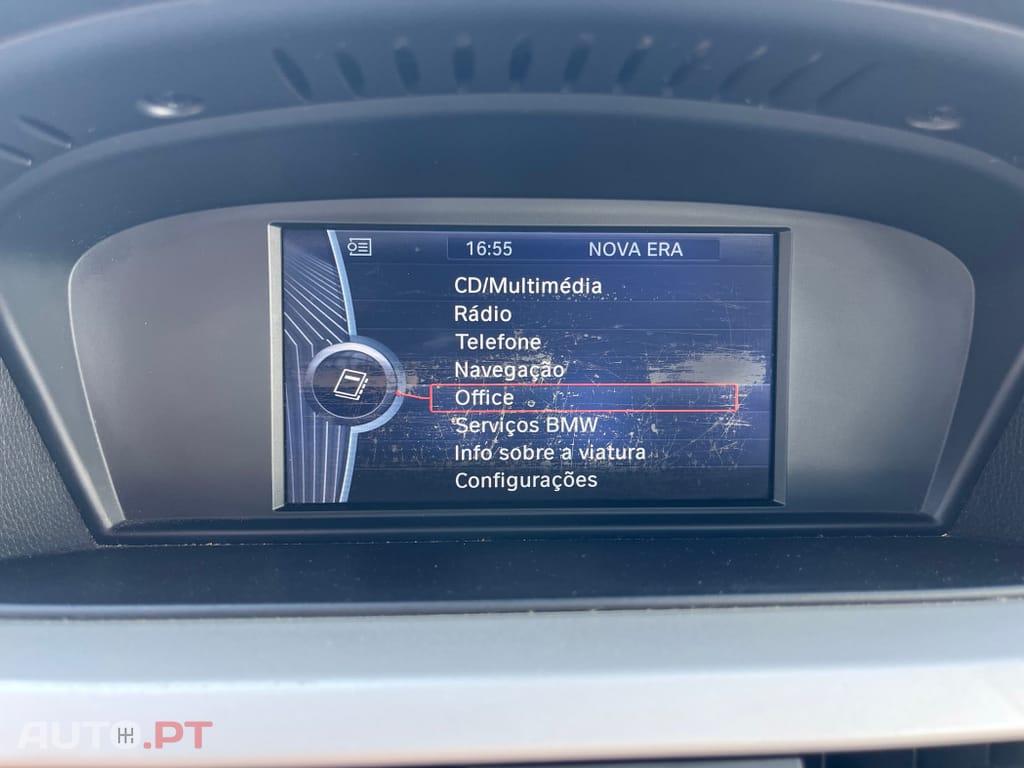 16:55 NOVA ERA
CD/Multimédia
Rádio
Telefone
Navegação
Office
Serviços BMW
Info sobre a viatura
Configurações
AUTO.PT